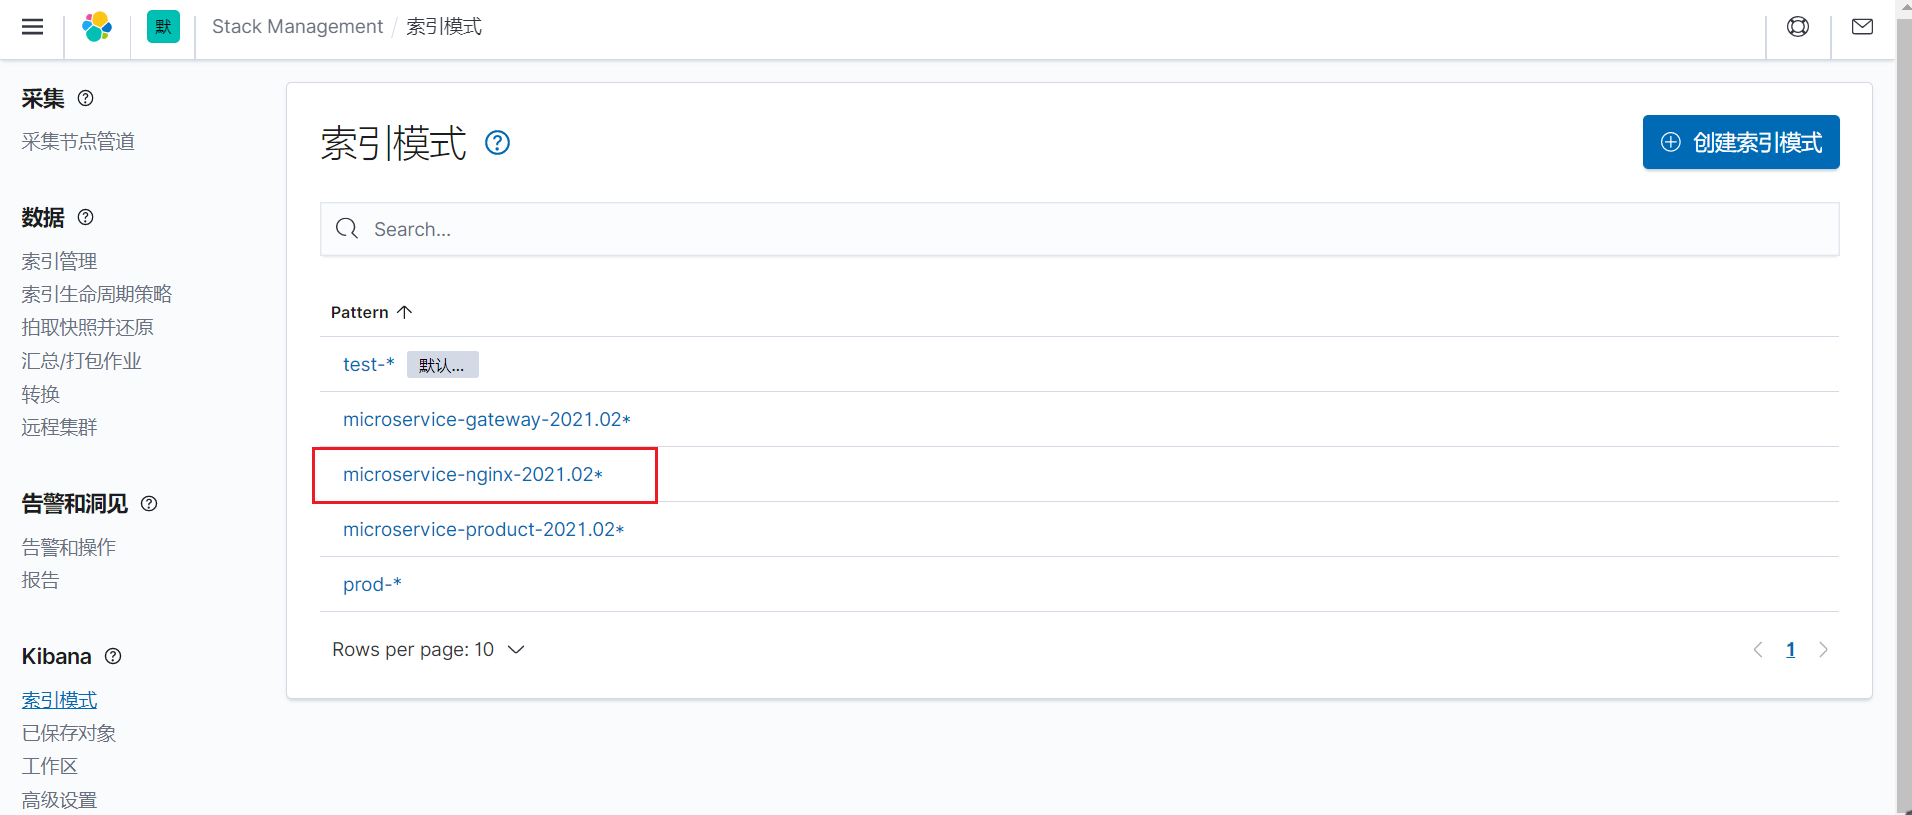 默
Stack Management / 索引模式
采集
采集节点管道
数据
索引管理
索引生命周期策略
拍取快照并还原
汇总/打包作业
转换
远程集群
告警和洞见
告警和操作
报告
Kibana
索引模式
已保存对象
工作区
高级设置
索引模式
创建索引模式
Search...
Pattern
test-* 默认...
microservice-gateway-2021.02*
microservice-nginx-2021.02*
microservice-product-2021.02*
prod-*
Rows per page: 10
1